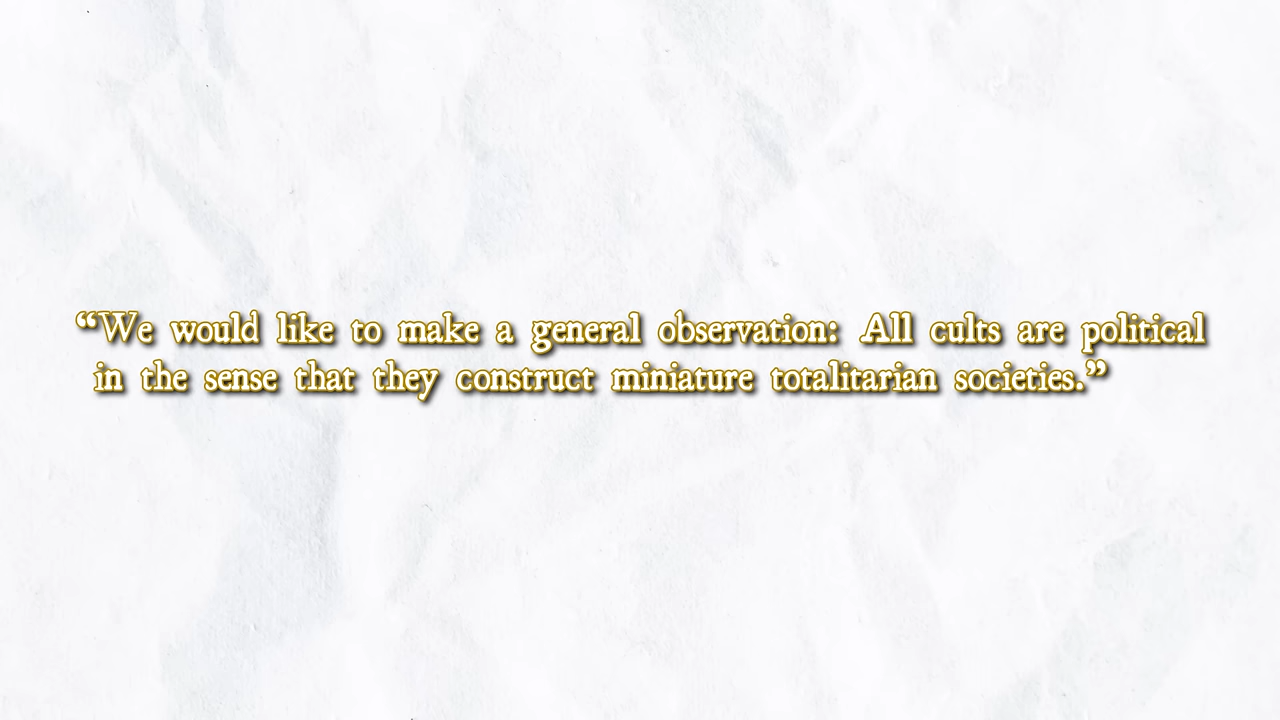 “We would like to make a general observation: All cults are political
in the sense that they construct miniature totalitarian societies.”